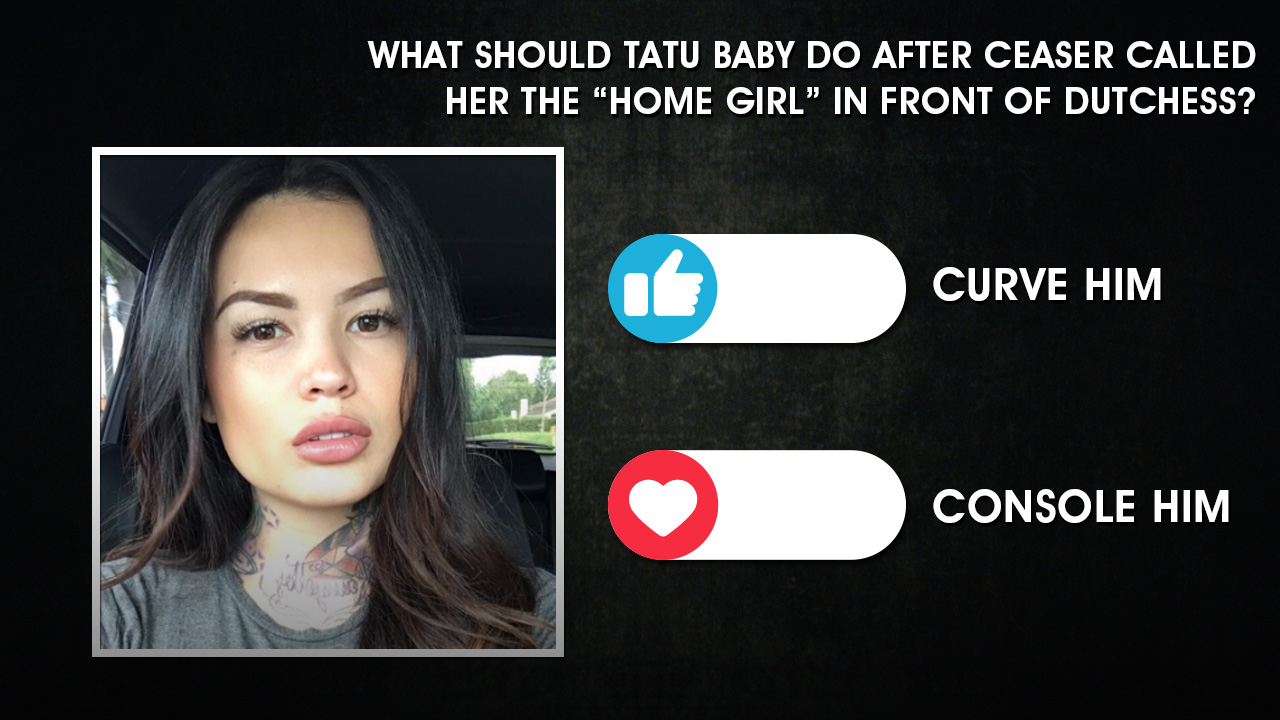 WHAT SHOULD TATU BABY DO AFTER CEASER CALLED
HER THE “HOME GIRL” IN FRONT OF DUTCHESS?
CURVE HIM
CONSOLE HIM